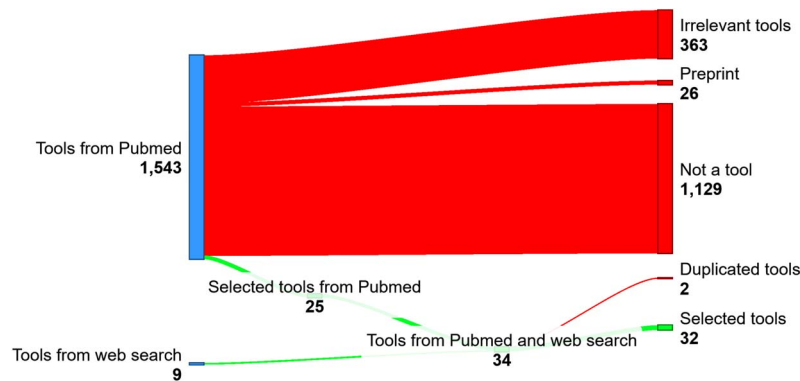 Irrelevant tools
363
Preprint
26
Tools from Pubmed
1,543
Not a tool
1,129
Duplicated tools
2
Selected tools from Pubmed
25
Selected tools
32
Tools from Pubmed and web search
34
Tools from web search
9